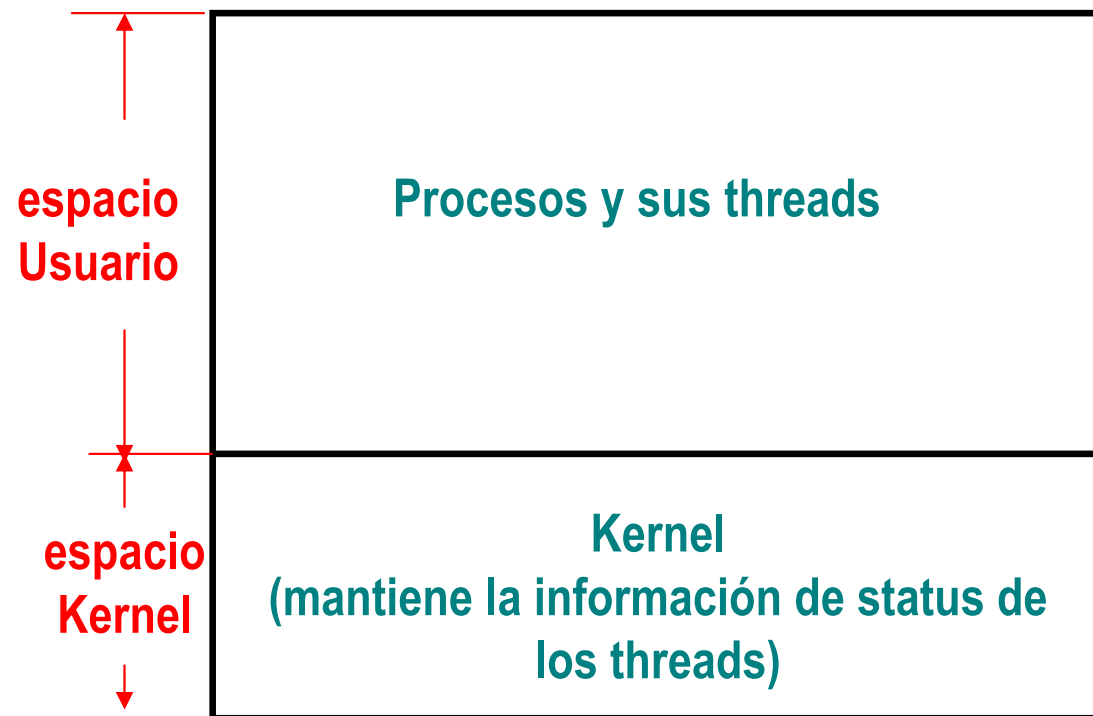 espacio
Usuario
Procesos y sus threads
espacio
Kernel
Kernel
(mantiene la información de status de
los threads)